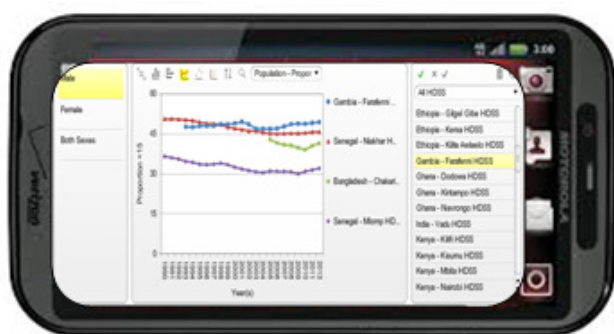 3:06
Male
Female
Both Sexes
Population - Propor
60
45
30
15
0
Proportion <15
Year(s)
Gambia - Farafenni ...
Senegal - Niakhar H...
Bangladesh - Chakari...
Senegal - Mlomp HD...
All HDSS
Ethiopia - Gilgel Gibe HDSS
Ethiopia - Kersa HDSS
Ethiopia - Kilite Awlaelo HDSS
Gambia - Farafenni HDSS
Ghana - Dodowa HDSS
Ghana - Kintampo HDSS
Ghana - Navrongo HDSS
India - Vadu HDSS
Kenya - Kilifi HDSS
Kenya - Kisumu HDSS
Kenya - Mbita HDSS
Kenya - Nairobi HDSS
verizon
MOTOROLA